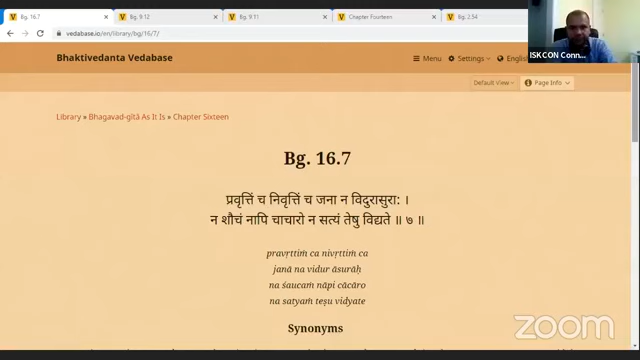 Bg. 16.7
Bg. 9.12
Bg. 9.11
Chapter Fourteen
Bg. 2.54
vedabase.io/en/library/bg/16/7/
ISKCON Conn...
Bhaktivedanta Vedabase
Menu
Settings
English
Default View
Page Info
Library » Bhagavad-gītā As It Is » Chapter Sixteen
Bg. 16.7
प्रवृत्तिं च निवृत्तिं च जना न विदुरासुरा: ।
न शौचं नापि चाचारो न सत्यं तेषु विद्यते ॥ ७ ॥
pravṛttiṁ ca nivṛttiṁ ca
janā na vidur āsurāḥ
na śaucaṁ nāpi cācāro
na satyaṁ teṣu vidyate
Synonyms
zoom